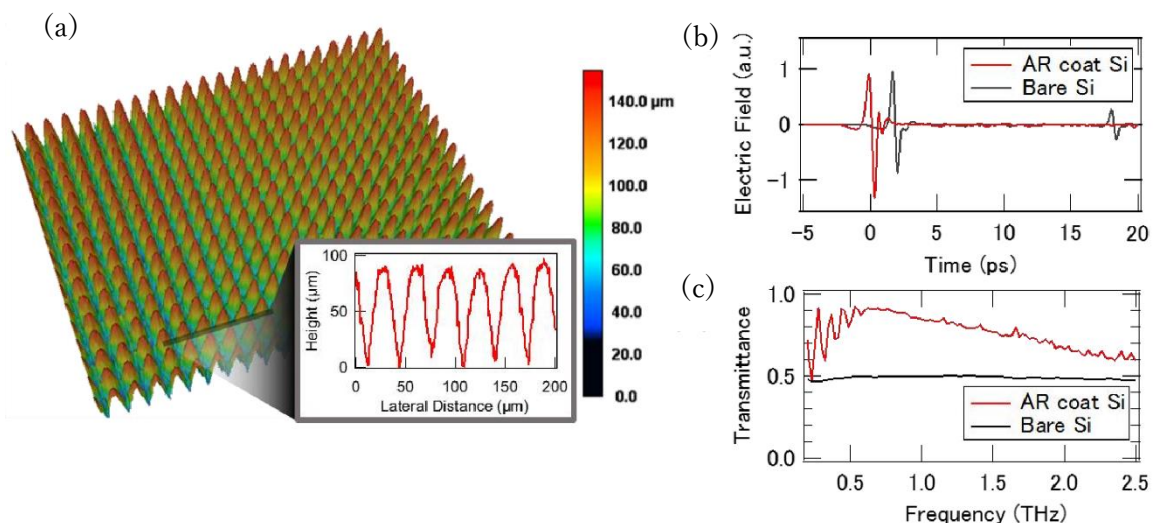 (a)
140.0 µm
120.0
100.0
80.0
60.0
40.0
20.0
0.0
100
50
0
Height (µm)
0 50 100 150 200
Lateral Distance (µm)
(b)
Electric Field (a.u.)
1
0
−1
AR coat Si
Bare Si
−5 0 5 10 15 20
Time (ps)
(c)
Transmittance
1.0
0.5
0.0
AR coat Si
Bare Si
0.5 1.0 1.5 2.0 2.5
Frequency (THz)